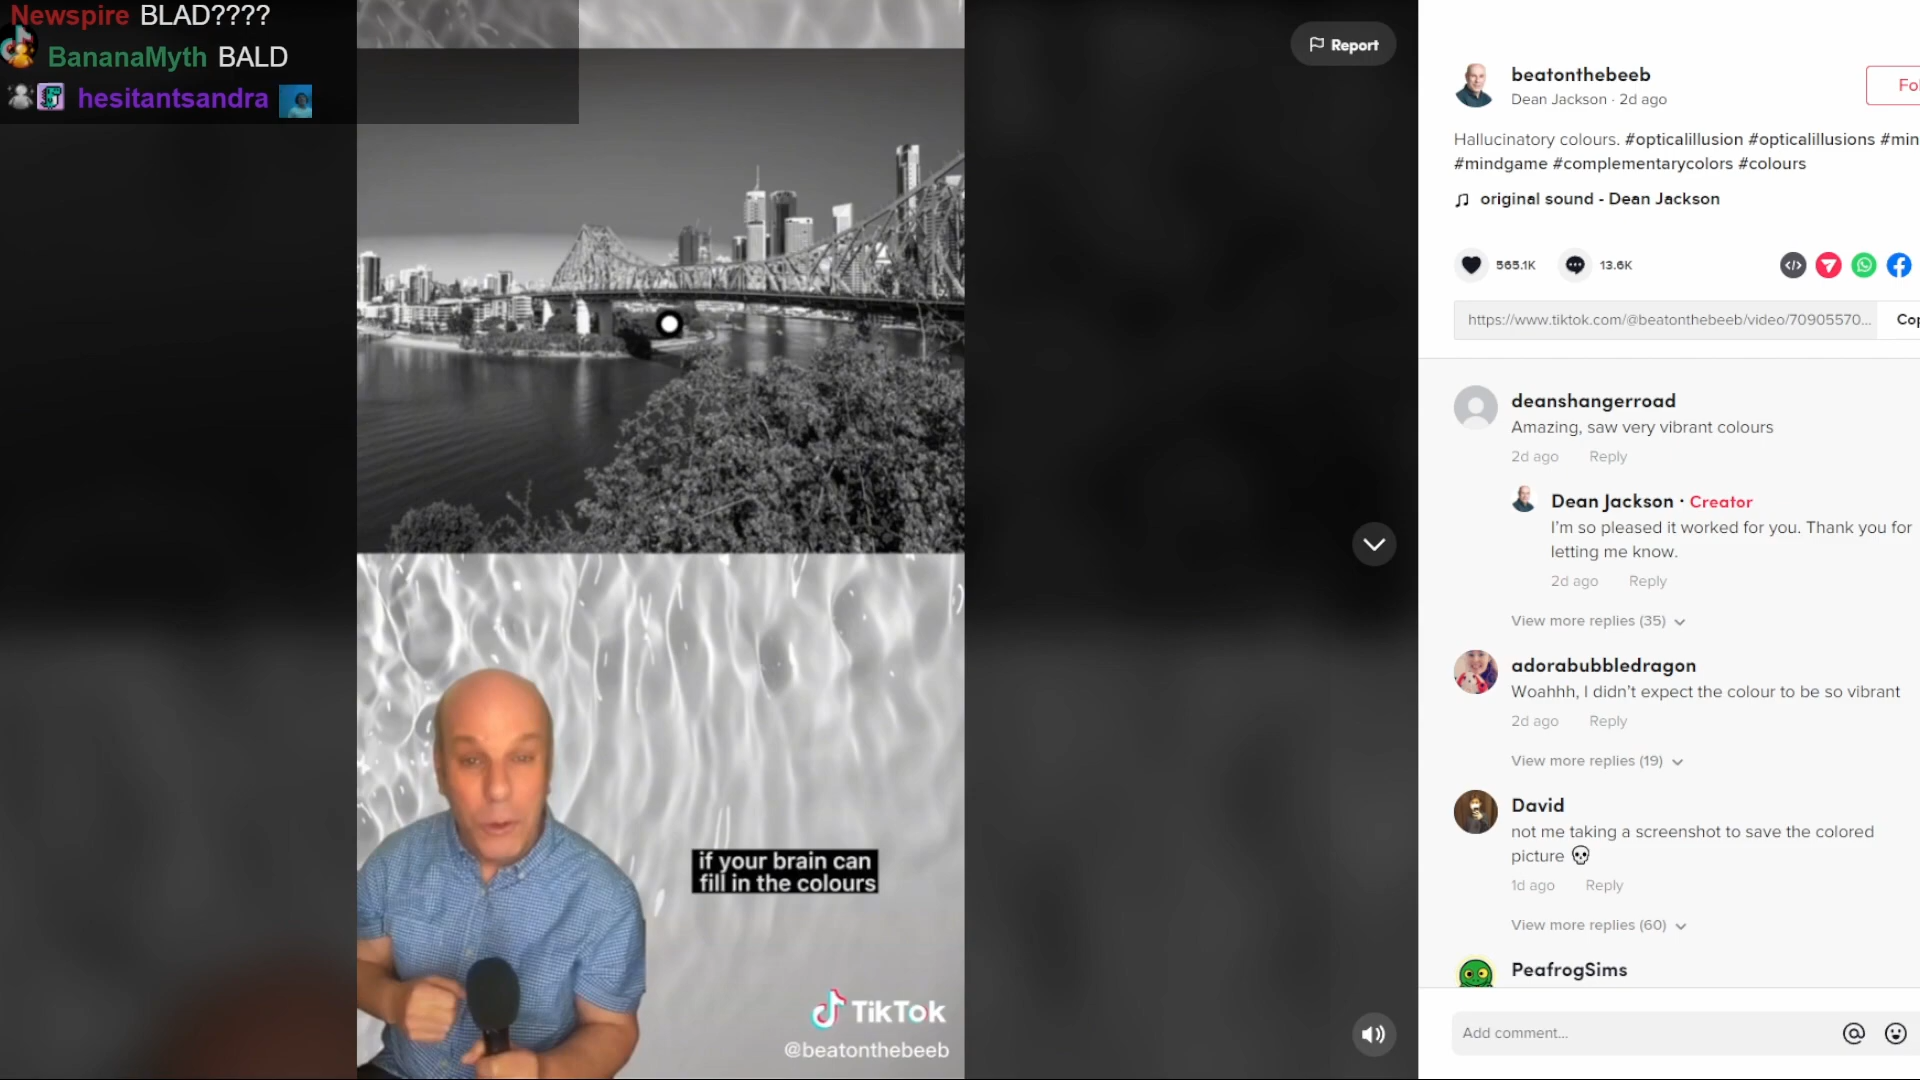 Newspire BLAD????
BananaMyth BALD
hesitantsandra
if your brain can
fill in the colours
TikTok
@beatonthebeeb
Report
beatonthebeeb
Dean Jackson · 2d ago
Fol
Hallucinatory colours. #opticalillusion #opticalillusions #min
#mindgame #complementarycolors #colours
original sound - Dean Jackson
565.1K
13.6K
https://www.tiktok.com/@beatonthebeeb/video/70905570...
Cop
deanshangerroad
Amazing, saw very vibrant colours
2d ago Reply
Dean Jackson · Creator
I'm so pleased it worked for you. Thank you for
letting me know.
2d ago Reply
View more replies (35)
adorabubbledragon
Woahhh, I didn't expect the colour to be so vibrant
2d ago Reply
View more replies (19)
David
not me taking a screenshot to save the colored
picture 💀
1d ago Reply
View more replies (60)
PeafrogSims
Add comment...